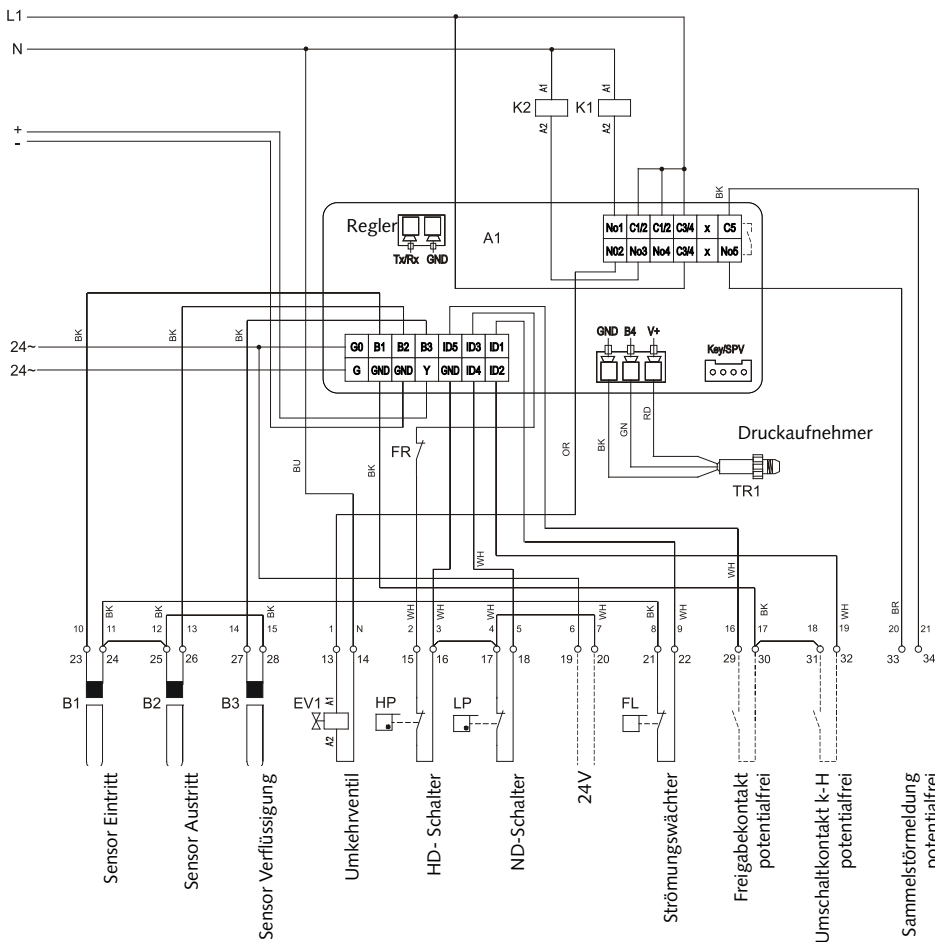 L1
N
+
-
K2
A1
A2
K1
A1
A2
BK
Regler
Tx/Rx GND
A1
No1 C1/2 C1/2 C3/4 x C5
N02 No3 No4 C3/4 x No5
GND B4 V+
Key/SPV
24~
24~
BK
BK
BK
G0 B1 B2 B3 ID5 ID3 ID1
G GND GND Y GND ID4 ID2
BU
BK
FR
OR
BK
GN
RD
Druckaufnehmer
TR1
WH
WH
BK
BK
BK
WH
WH
WH
BK
WH
BK
WH
BR
10 11 12 13 14 15 1 N 2 3 4 5 6 7 8 9 16 17 18 19 20 21
23 24 25 26 27 28 13 14 15 16 17 18 19 20 21 22 29 30 31 32 33 34
B1
B2
B3
EV1
A1
A2
HP
LP
FL
Sensor Eintritt
Sensor Austritt
Sensor Verflüssigung
Umkehrventil
HD- Schalter
ND-Schalter
24V
Strömungswächter
Freigabekontakt
potentialfrei
Umschaltkontakt k-H
potentialfrei
Sammelstörmeldung
potentialfrei